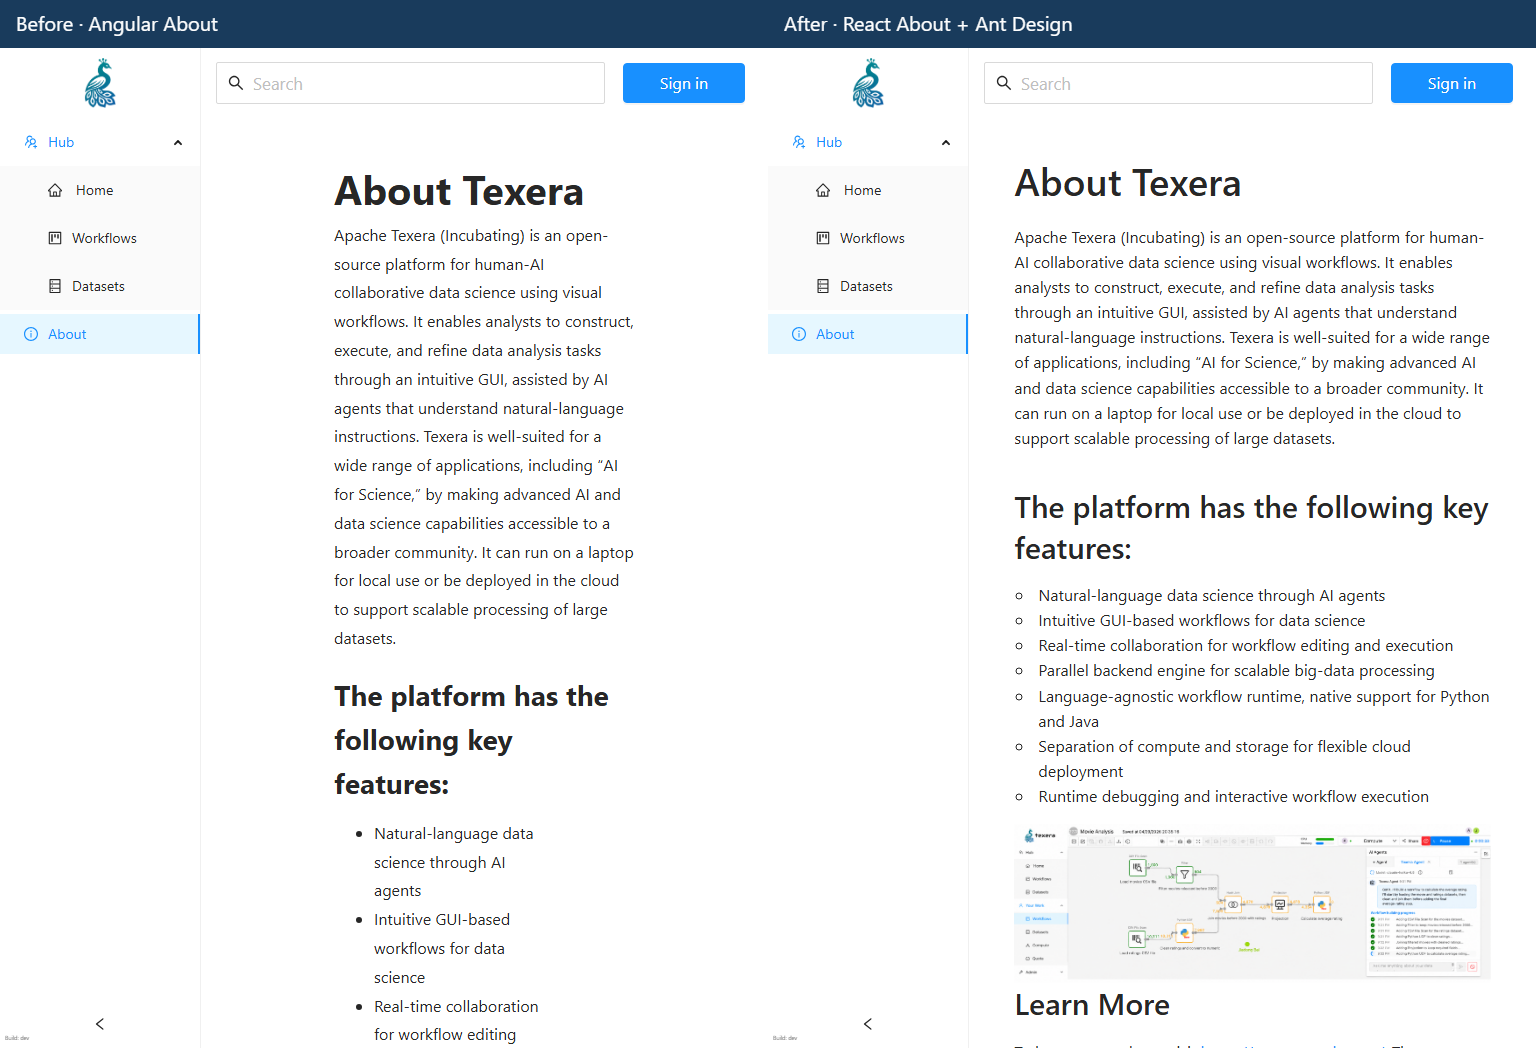 Before · Angular About
Search
Sign in
Hub
Home
Workflows
Datasets
About
About Texera
Apache Texera (Incubating) is an open-
source platform for human-AI
collaborative data science using visual
workflows. It enables analysts to construct,
execute, and refine data analysis tasks
through an intuitive GUI, assisted by AI
agents that understand natural-language
instructions. Texera is well-suited for a
wide range of applications, including “AI
for Science,” by making advanced AI and
data science capabilities accessible to a
broader community. It can run on a laptop
for local use or be deployed in the cloud
to support scalable processing of large
datasets.
The platform has the
following key
features:
Natural-language data
science through AI
agents
Intuitive GUI-based
workflows for data
science
Real-time collaboration
for workflow editing
Build: dev
After · React About + Ant Design
Search
Sign in
Hub
Home
Workflows
Datasets
About
About Texera
Apache Texera (Incubating) is an open-source platform for human-
AI collaborative data science using visual workflows. It enables
analysts to construct, execute, and refine data analysis tasks
through an intuitive GUI, assisted by AI agents that understand
natural-language instructions. Texera is well-suited for a wide range
of applications, including “AI for Science,” by making advanced AI
and data science capabilities accessible to a broader community. It
can run on a laptop for local use or be deployed in the cloud to
support scalable processing of large datasets.
The platform has the following key
features:
Natural-language data science through AI agents
Intuitive GUI-based workflows for data science
Real-time collaboration for workflow editing and execution
Parallel backend engine for scalable big-data processing
Language-agnostic workflow runtime, native support for Python
and Java
Separation of compute and storage for flexible cloud
deployment
Runtime debugging and interactive workflow execution
texera
Movie Analysis
Home
Workflows
Datasets
AI Agents
Learn More
Build: dev